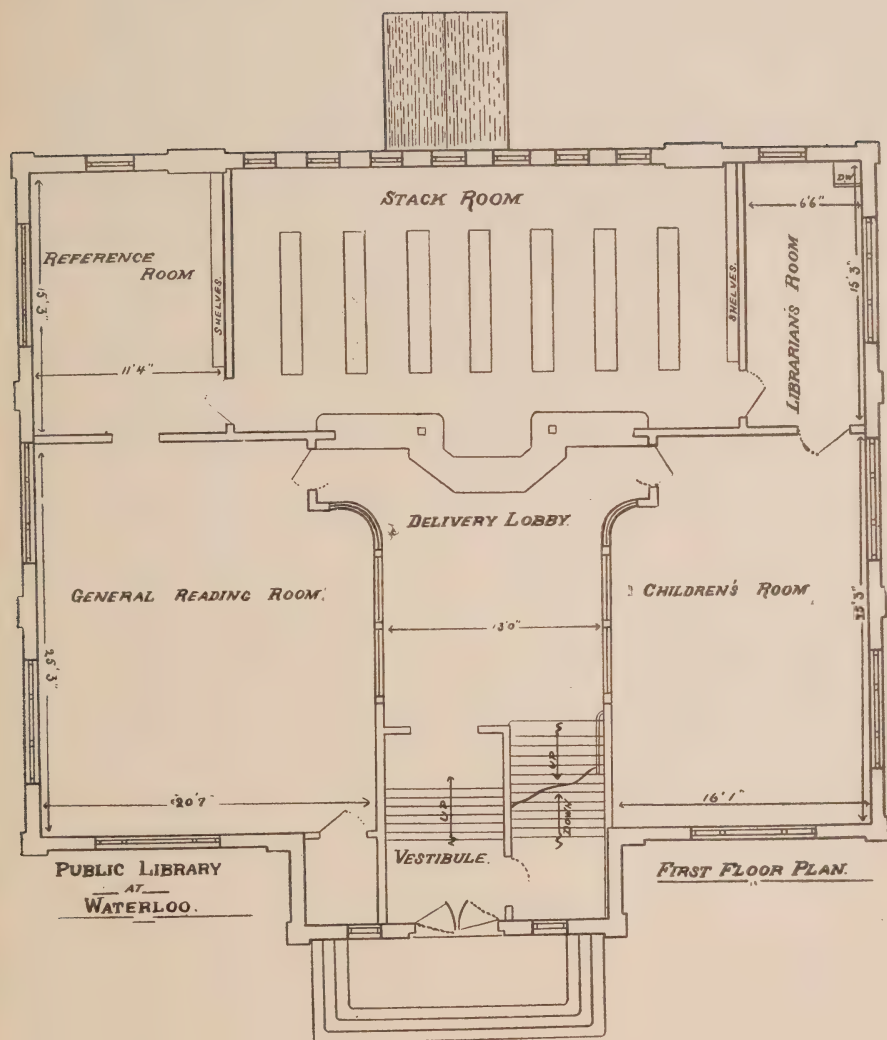 STACK ROOM
DW
6'6"
REFERENCE
ROOM
15'3"
SHELVES.
SHELVES.
LIBRARIAN'S ROOM
15'3"
11'4"
DELIVERY LOBBY.
GENERAL READING ROOM.
CHILDREN'S ROOM
13'0"
25'3"
25'3"
UP
UP
DOWN
20'7"
16'1"
VESTIBULE.
PUBLIC LIBRARY
AT
WATERLOO.
FIRST FLOOR PLAN.